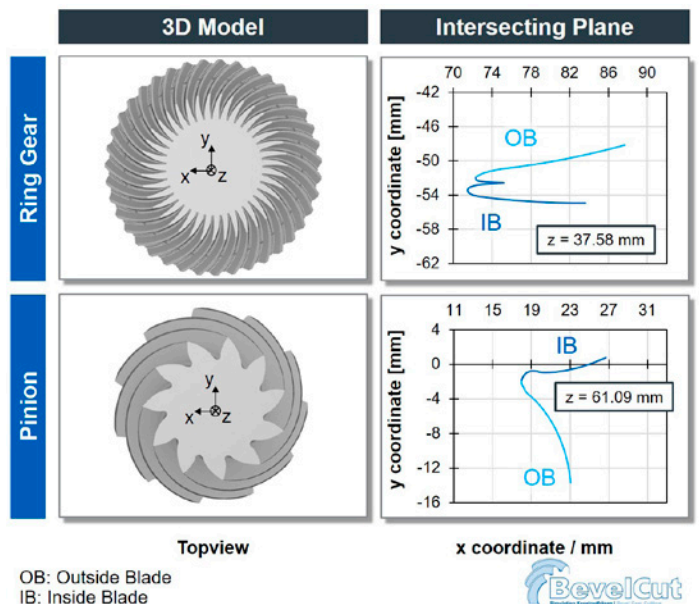 3D Model
Intersecting Plane
Ring Gear
y
x
z
70 74 78 82 86 90
y coordinate [mm]
-42
-46
-50
-54
-58
-62
OB
IB
z = 37.58 mm
Pinion
y
x
z
11 15 19 23 27 31
y coordinate [mm]
4
0
-4
-8
-12
-16
IB
z = 61.09 mm
OB
Topview
x coordinate / mm
OB: Outside Blade
IB: Inside Blade
BevelCut